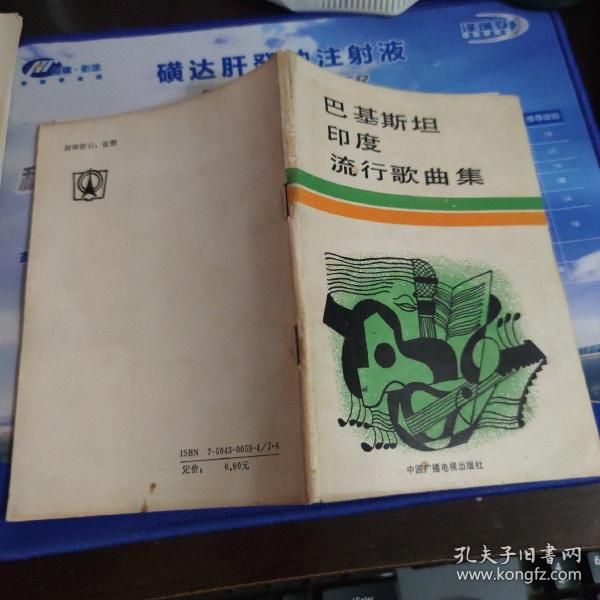 磺达肝癸钠注射液
巴基斯坦
印度
流行歌曲集
中国广播电视出版社
ISBN 7-5043-0059-4/J·6
定价: 0.90元
孔夫子旧书网
www.kongfz.com